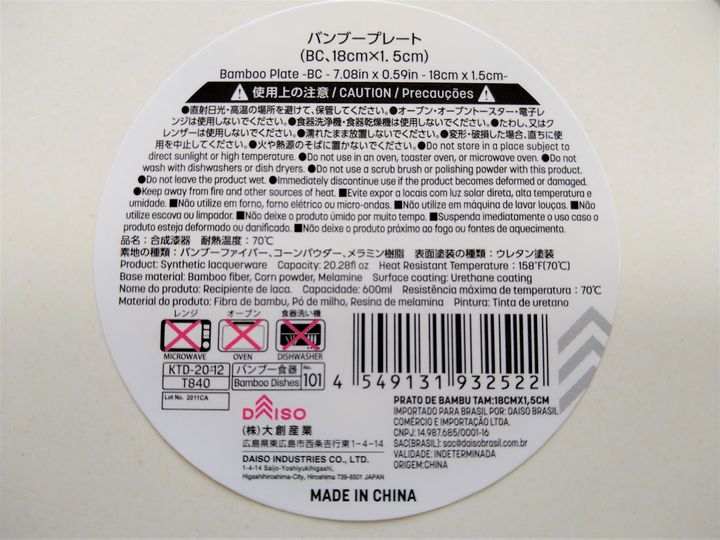 バンブープレート
(BC、18cm×1.5cm)
Bamboo Plate -BC - 7.08in x 0.59in - 18cm x 1.5cm-
使用上の注意 / CAUTION / Precauções
●直射日光・高温の場所を避けて、保管してください。●オーブン・オーブントースター・電子レ
ンジは使用しないでください。●食器洗浄機・食器乾燥機は使用しないでください。●たわし、又はク
レンザーは使用しないでください。●濡れたまま放置しないでください。●変形・破損した場合、直ちに使
用を中止してください。●火や熱源のそばに置かないでください。●Do not store in a place subject to
direct sunlight or high temperature. ●Do not use in an oven, toaster oven, or microwave oven. ●Do not
wash with dishwashers or dish dryers. ●Do not use a scrub brush or polishing powder with this product.
●Do not leave the product wet. ●Immediately discontinue use if the product becomes deformed or damaged.
●Keep away from fire and other sources of heat. ■Evite expor a locais com luz solar direta, alta temperatura e
umidade. ■Não utilize em forno, forno elétrico ou micro-ondas. ■Não utilize em máquina de lavar louças. ■Não
utilize escova ou limpador. ■Não deixe o produto úmido por muito tempo. ■Suspenda imediatamente o uso caso o
produto esteja deformado ou danificado. ■Não deixe o produto próximo ao fogo ou fontes de aquecimento.
品名：合成漆器　耐熱温度：70℃
素地の種類：バンブーファイバー、コーンパウダー、メラミン樹脂　表面塗装の種類：ウレタン塗装
Product: Synthetic lacquerware Capacity: 20.28fl oz Heat Resistant Temperature : 158°F(70℃)
Base material: Bamboo fiber, Corn powder, Melamine Surface coating: Urethane coating
Nome do produto: Recipiente de laca. Capacidade: 600ml Resistência máxima de temperatura : 70℃
Material do produto: Fibra de bambu, Pó de milho, Resina de melamina Pintura: Tinta de uretano
レンジ オーブン 食器洗い機
MICROWAVE OVEN DISHWASHER
KTD-20-12 バンブー食器 No.
T840 Bamboo Dishes 101
Lot No. 2011CA
4 549131 932522
DAISO
(株)大創産業
広島県東広島市西条吉行東1-4-14
DAISO INDUSTRIES CO., LTD.
1-4-14 Saijo-Yoshiyukihigashi,
Higashihiroshima-City, Hiroshima 739-8501 JAPAN
PRATO DE BAMBU TAM:18CMX1,5CM
IMPORTADO PARA BRASIL POR: DAISO BRASIL
COMÉRCIO E IMPORTAÇÃO LTDA.
CNPJ: 14.987.685/0001-16
SAC(BRASIL): sac@daisobrasil.com.br
VALIDADE: INDETERMINADA
ORIGEM:CHINA
MADE IN CHINA